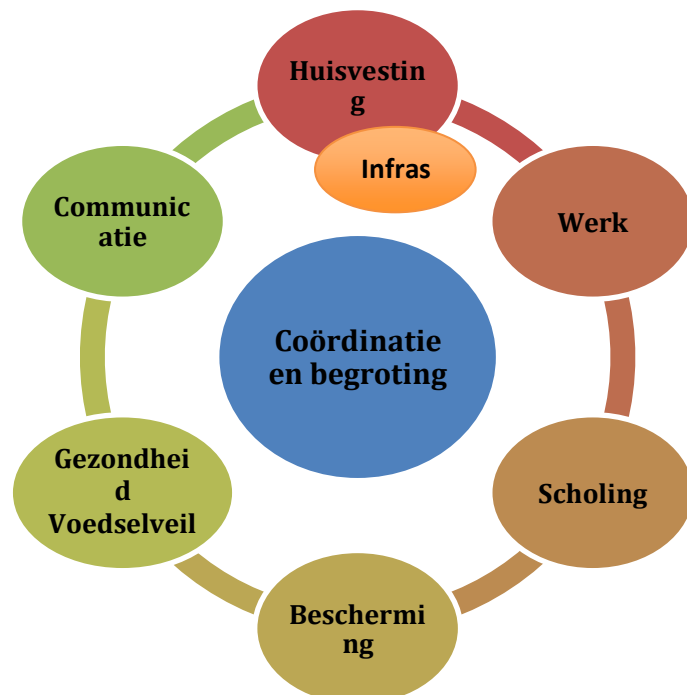 Huisvestin
g
Infras
Communic
atie
Werk
Coördinatie
en begroting
Gezondhei
d
Voedselveil
Scholing
Beschermi
ng